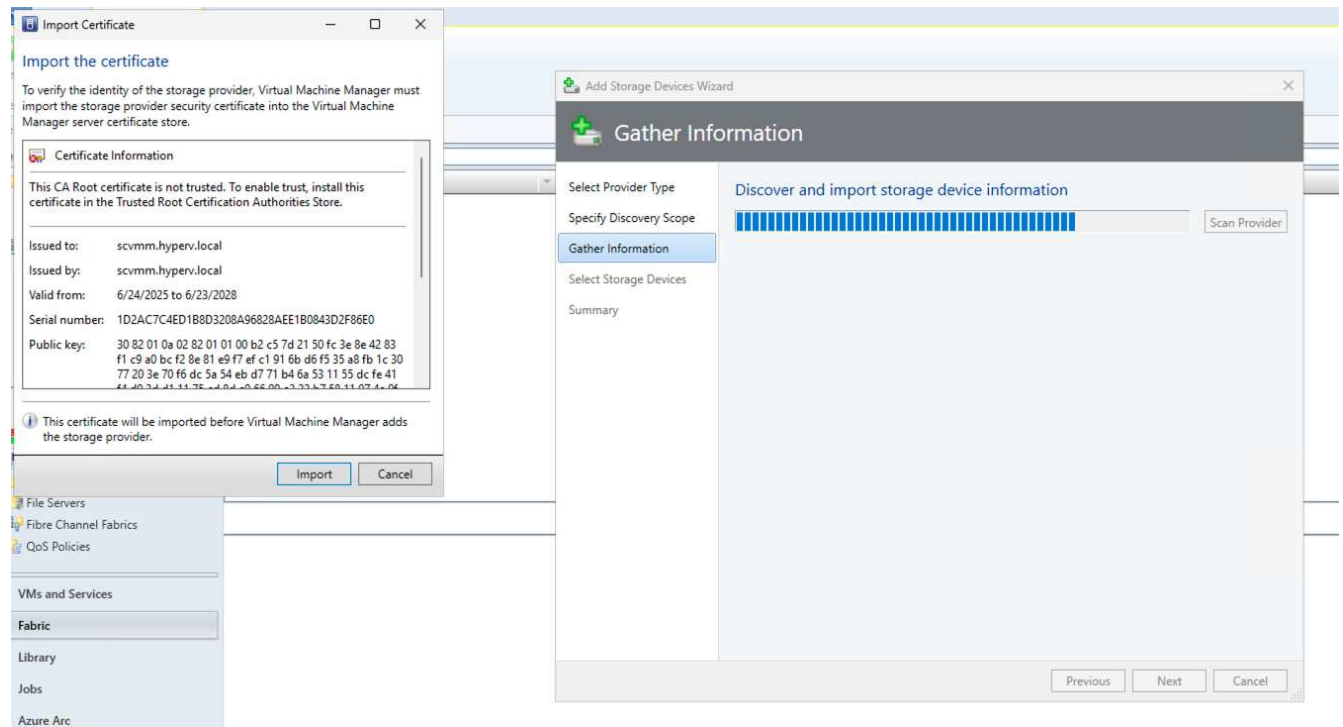 Import Certificate
Import the certificate
To verify the identity of the storage provider, Virtual Machine Manager must
import the storage provider security certificate into the Virtual Machine
Manager server certificate store.
Certificate Information
This CA Root certificate is not trusted. To enable trust, install this
certificate in the Trusted Root Certification Authorities Store.
Issued to: scvmm.hyperv.local
Issued by: scvmm.hyperv.local
Valid from: 6/24/2025 to 6/23/2028
Serial number: 1D2AC7C4ED1B8D3208A96828AEE1B0843D2F86E0
Public key: 30 82 01 0a 02 82 01 01 00 b2 c5 7d 21 50 fc 3e 8e 42 83
f1 c9 a0 bc f2 8e 81 e9 f7 ef c1 91 6b d6 f5 35 a8 fb 1c 30
77 20 3e 70 f6 dc 5a 54 eb d7 71 b4 6a 53 11 55 dc fe 41
This certificate will be imported before Virtual Machine Manager adds
the storage provider.
Import Cancel
File Servers
Fibre Channel Fabrics
QoS Policies
VMs and Services
Fabric
Library
Jobs
Azure Arc
Add Storage Devices Wizard
Gather Information
Select Provider Type
Specify Discovery Scope
Gather Information
Select Storage Devices
Summary
Discover and import storage device information
Scan Provider
Previous Next Cancel